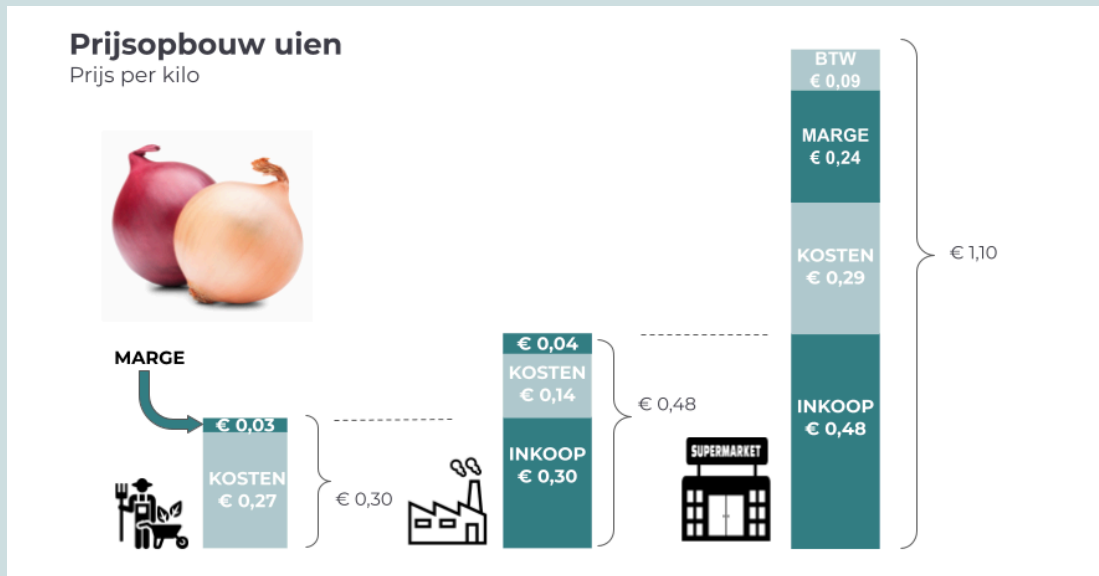 Prijsopbouw uien
Prijs per kilo
MARGE
€ 0,03
KOSTEN
€ 0,27
€ 0,30
€ 0,04
KOSTEN
€ 0,14
INKOOP
€ 0,30
€ 0,48
SUPERMARKET
BTW
€ 0,09
MARGE
€ 0,24
KOSTEN
€ 0,29
INKOOP
€ 0,48
€ 1,10